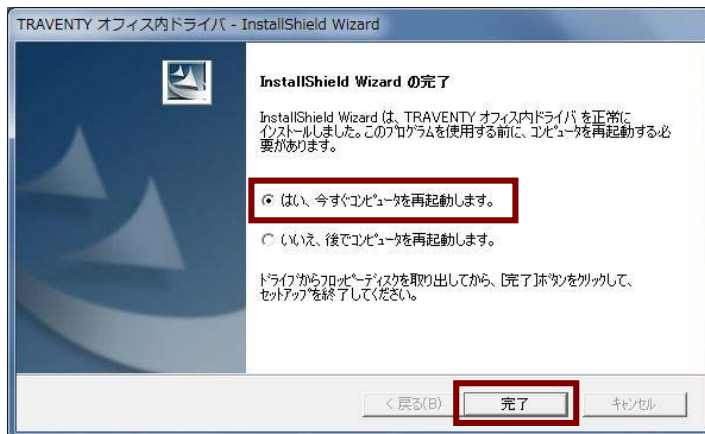 TRAVENTY オフィス内ドライバ - InstallShield Wizard
InstallShield Wizard の完了
InstallShield Wizard は、TRAVENTY オフィス内ドライバ を正常に
インストールしました。このプログラムを使用する前に、コンピュータを再起動する必
要があります。
はい、今すぐコンピュータを再起動します。
いいえ、後でコンピュータを再起動します。
ドライブからフロッピーディスクを取り出してから、[完了]ボタンをクリックして、
セットアップを終了してください。
< 戻る(B)
完了
キャンセル